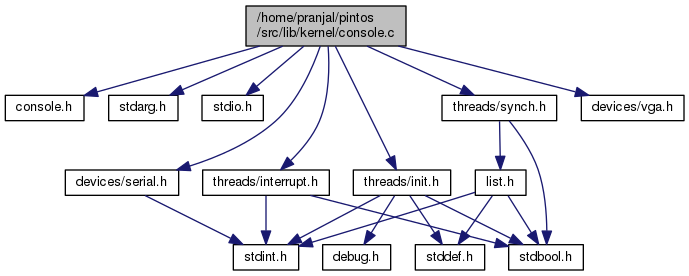 /home/pranjal/pintos
/src/lib/kernel/console.c
console.h
stdarg.h
stdio.h
threads/synch.h
devices/vga.h
devices/serial.h
threads/interrupt.h
threads/init.h
list.h
stdint.h
debug.h
stddef.h
stdbool.h